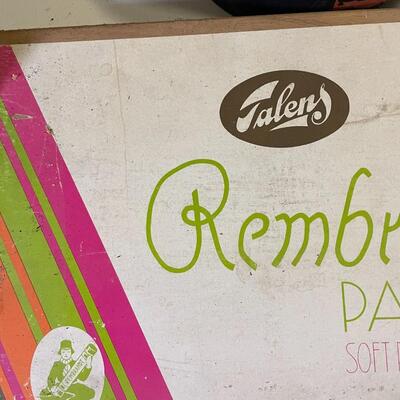 Talens
Rembr
PA
SOFT P